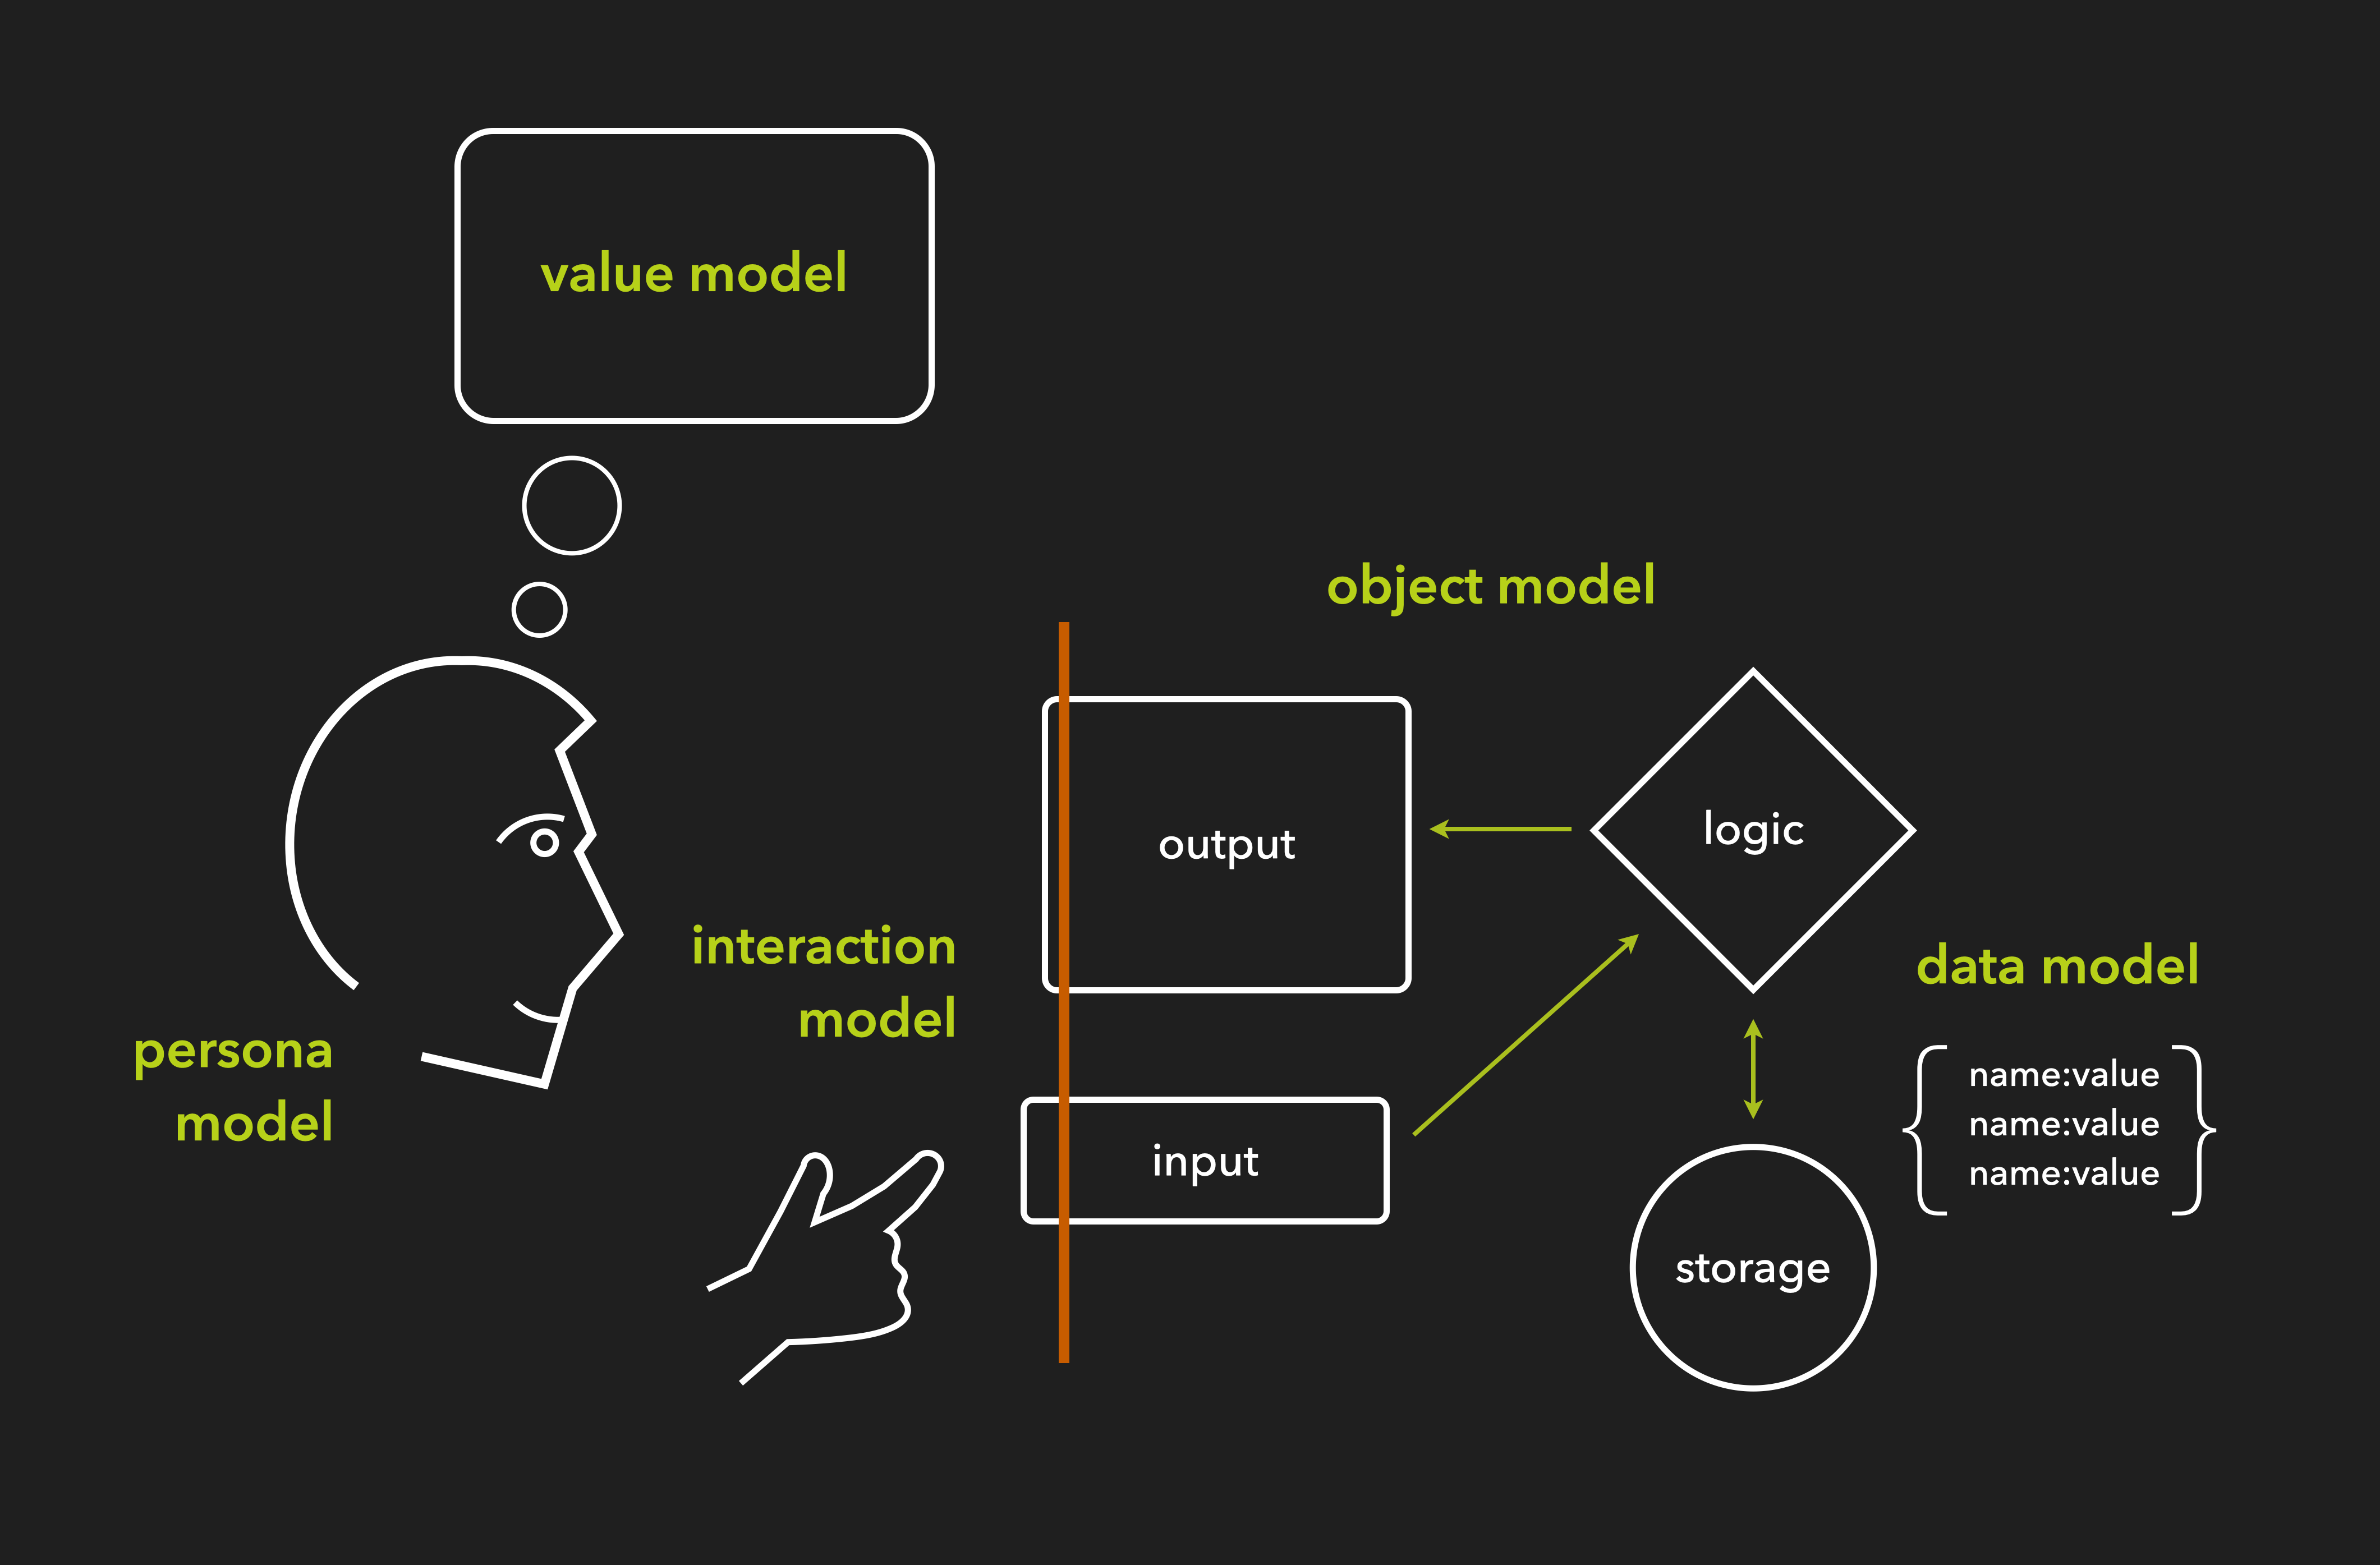 value model
object model
output
logic
interaction
model
data model
persona
model
name:value
name:value
name:value
input
storage